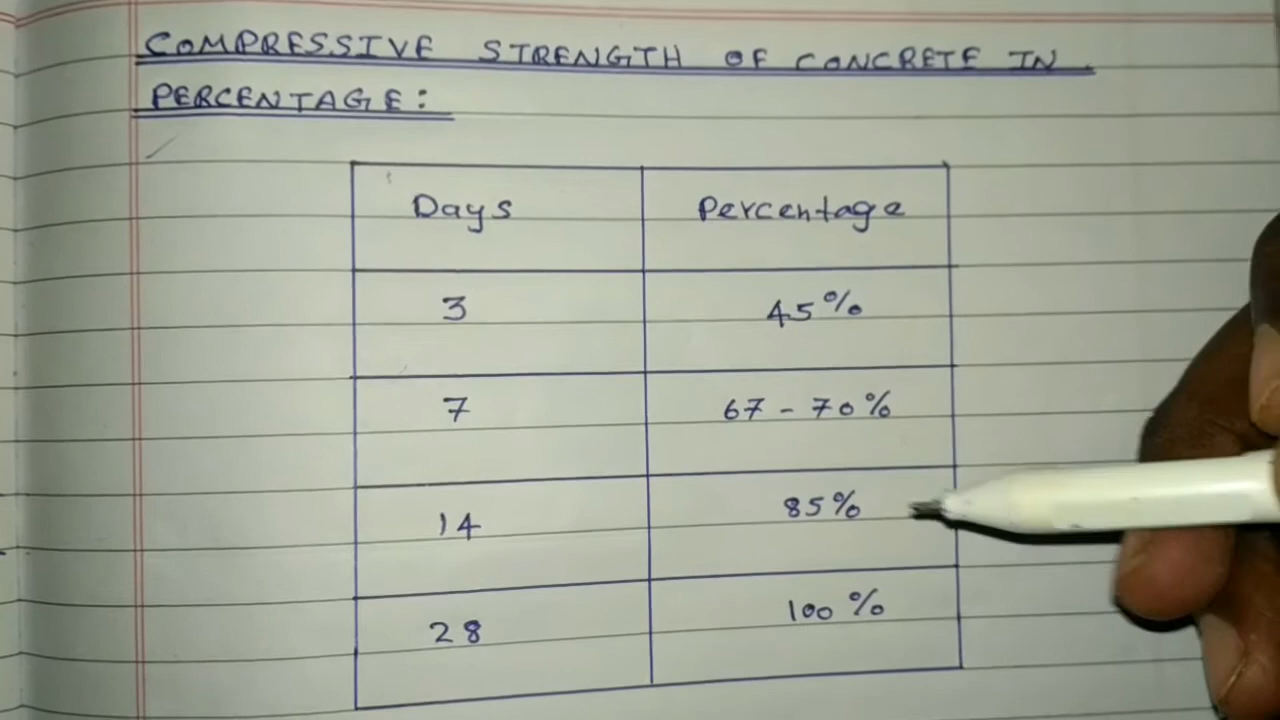 COMPRESSIVE STRENGTH OF CONCRETE IN
PERCENTAGE:
Days Percentage
3 45%
7 67-70%
14 85%
28 100%